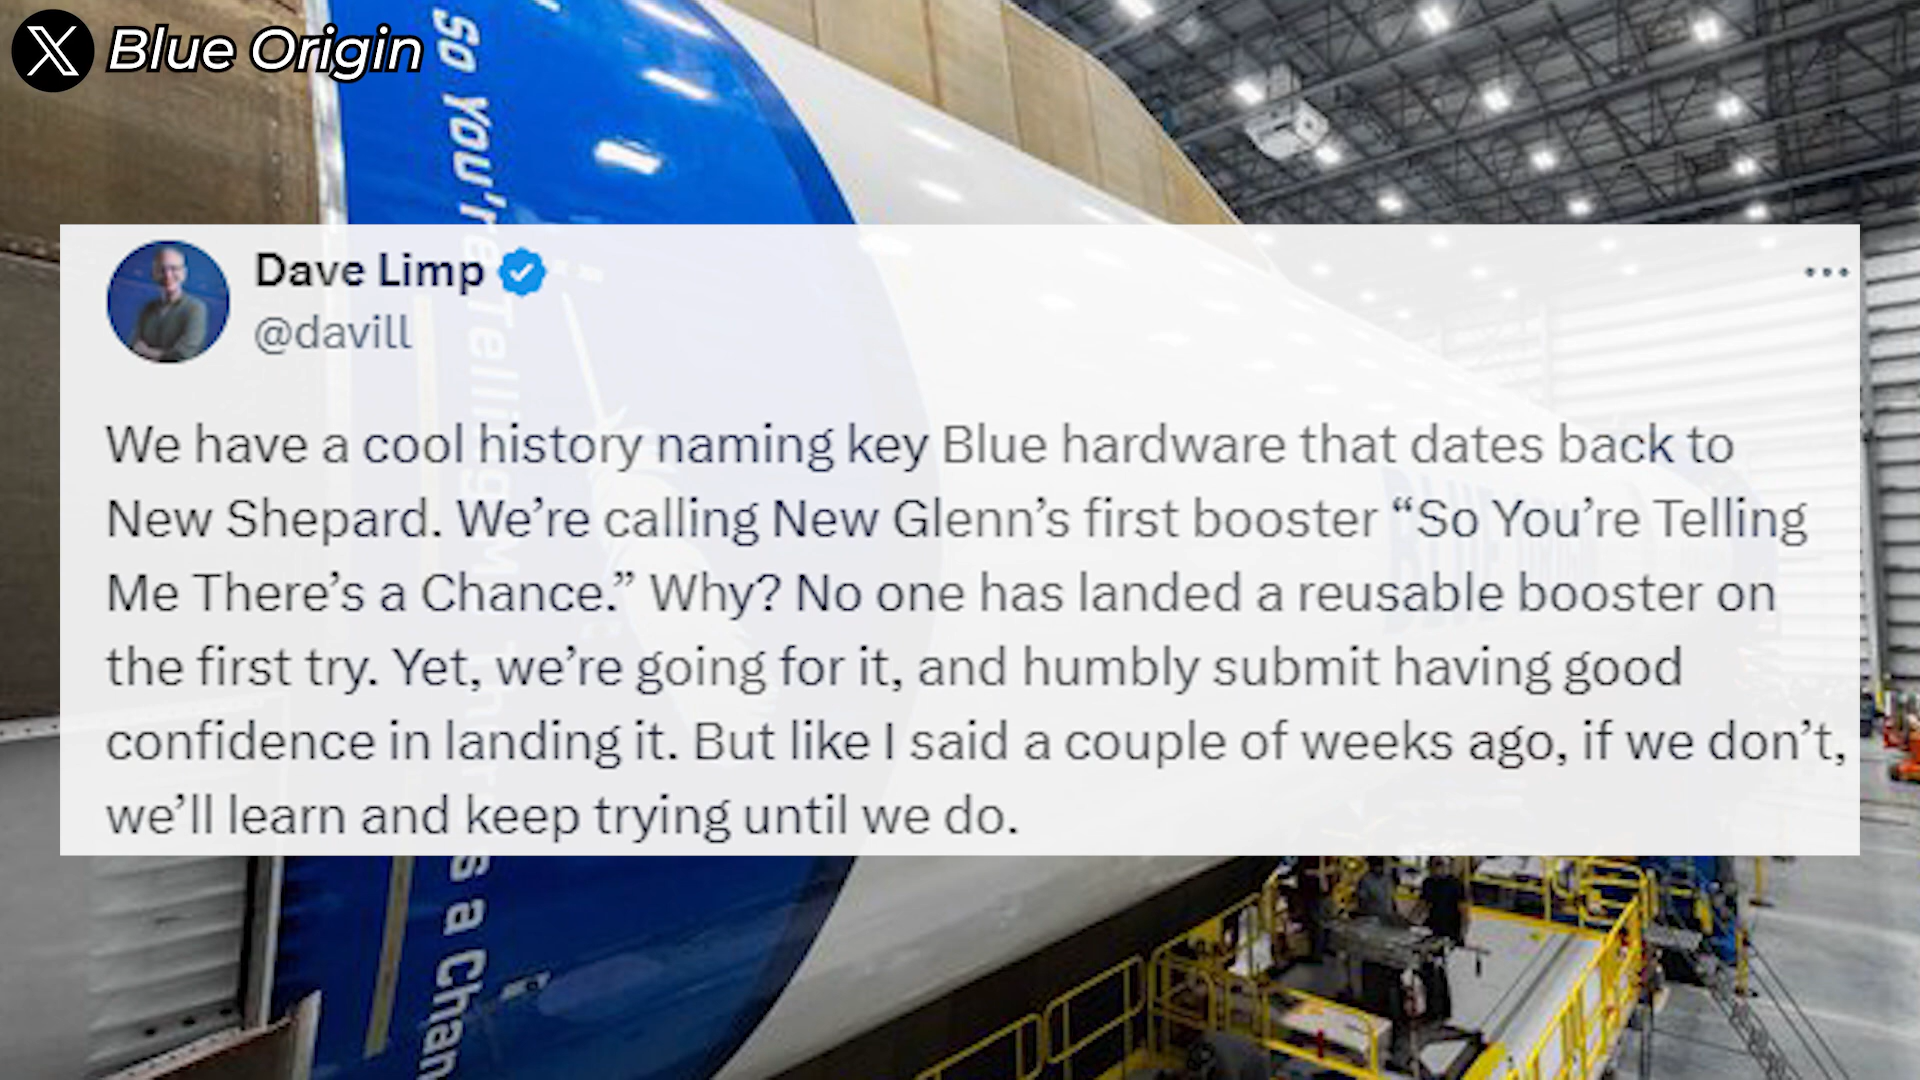 X Blue Origin
So You're Telling
Dave Limp
@davill
We have a cool history naming key Blue hardware that dates back to
New Shepard. We’re calling New Glenn’s first booster “So You’re Telling
Me There’s a Chance.” Why? No one has landed a reusable booster on
the first try. Yet, we’re going for it, and humbly submit having good
confidence in landing it. But like I said a couple of weeks ago, if we don’t,
we’ll learn and keep trying until we do.
a Chan